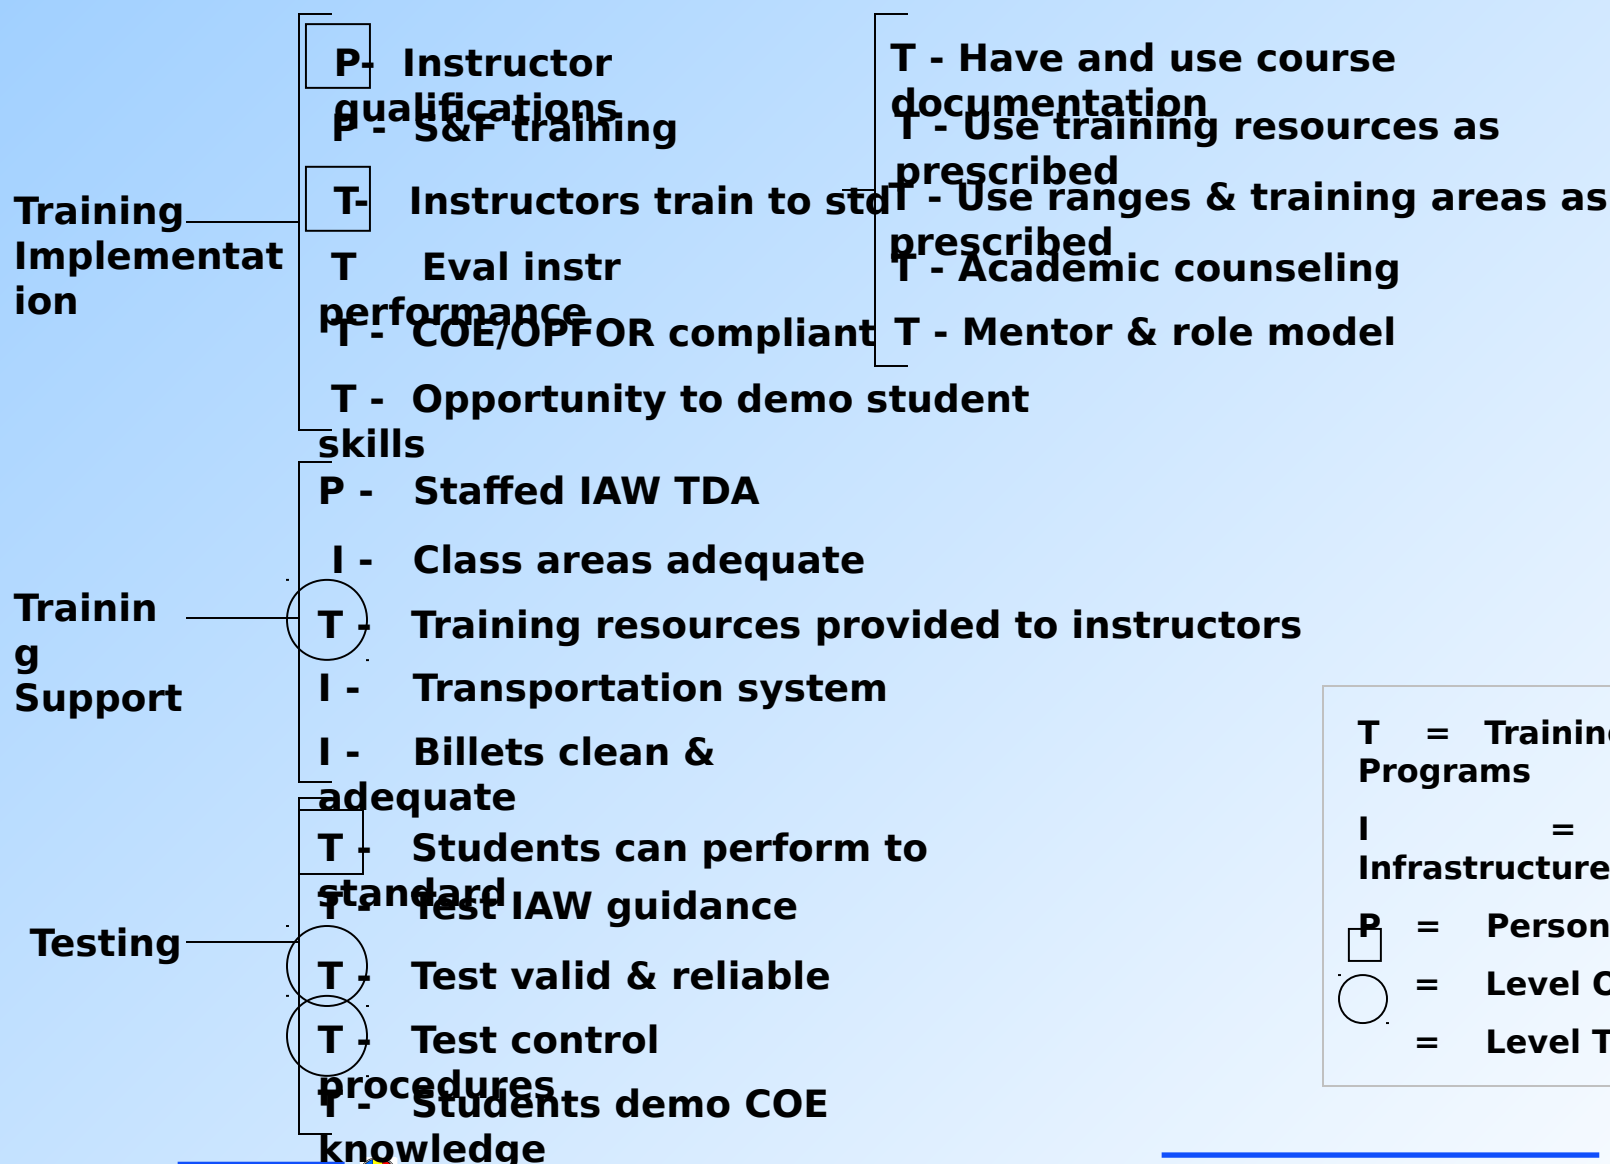 Training
Implementat
ion
P- Instructor
qualifications
P - S&F training
T- Instructors train to std
T Eval instr
performance
T - COE/OPFOR compliant
T - Opportunity to demo student
skills
T - Have and use course
documentation
T - Use training resources as
prescribed
T - Use ranges & training areas as
prescribed
T - Academic counseling
T - Mentor & role model
Trainin
g
Support
P - Staffed IAW TDA
I - Class areas adequate
T - Training resources provided to instructors
I - Transportation system
I - Billets clean &
adequate
Testing
T - Students can perform to
standard
T - Test IAW guidance
T - Test valid & reliable
T - Test control
procedures
T - Students demo COE
knowledge
T = Training
Programs
I =
Infrastructure
P = Person
= Level O
= Level T